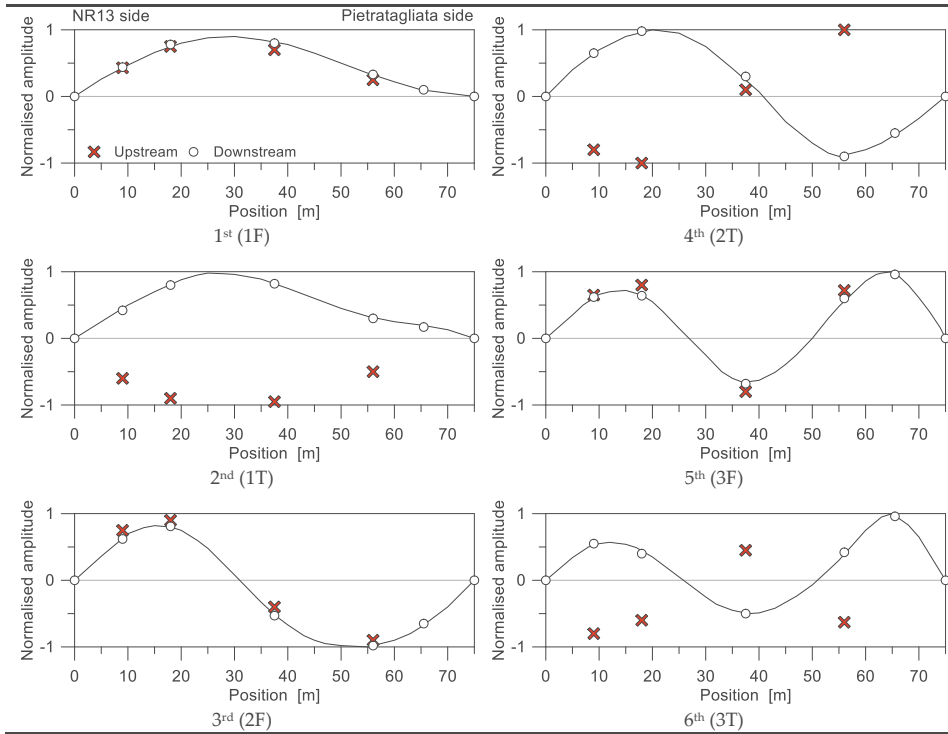 NR13 side Pietratagliata side
Normalised amplitude
1
0
-1
Upstream Downstream
0 10 20 30 40 50 60 70
Position [m]
1st (1F)
Normalised amplitude
1
0
-1
0 10 20 30 40 50 60 70
Position [m]
4th (2T)
Normalised amplitude
1
0
-1
0 10 20 30 40 50 60 70
Position [m]
2nd (1T)
Normalised amplitude
1
0
-1
0 10 20 30 40 50 60 70
Position [m]
5th (3F)
Normalised amplitude
1
0
-1
0 10 20 30 40 50 60 70
Position [m]
3rd (2F)
Normalised amplitude
1
0
-1
0 10 20 30 40 50 60 70
Position [m]
6th (3T)